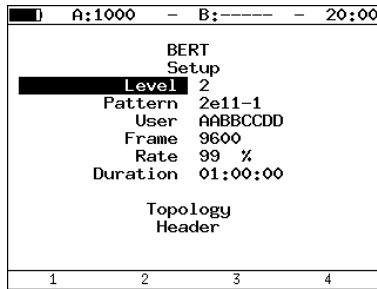 A:1000 – B:----- – 20:00
BERT
Setup
Level 2
Pattern 2e11-1
User AABBCCDD
Frame 9600
Rate 99 %
Duration 01:00:00
Topology
Header
1 2 3 4